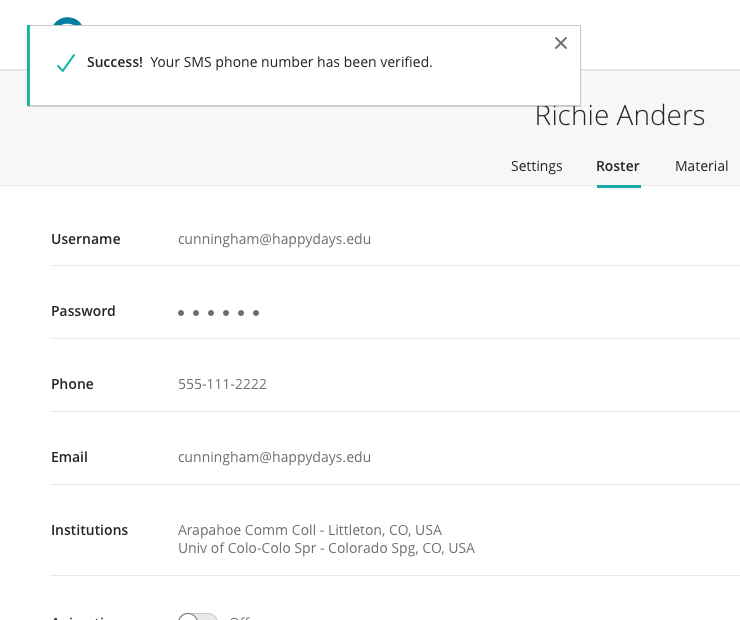 Success! Your SMS phone number has been verified.
Richie Anders
Settings Roster Material
Username cunningham@happydays.edu
Password
Phone 555-111-2222
Email cunningham@happydays.edu
Institutions Arapahoe Comm Coll - Littleton, CO, USA
Univ of Colo-Colo Spr - Colorado Spg, CO, USA
Off